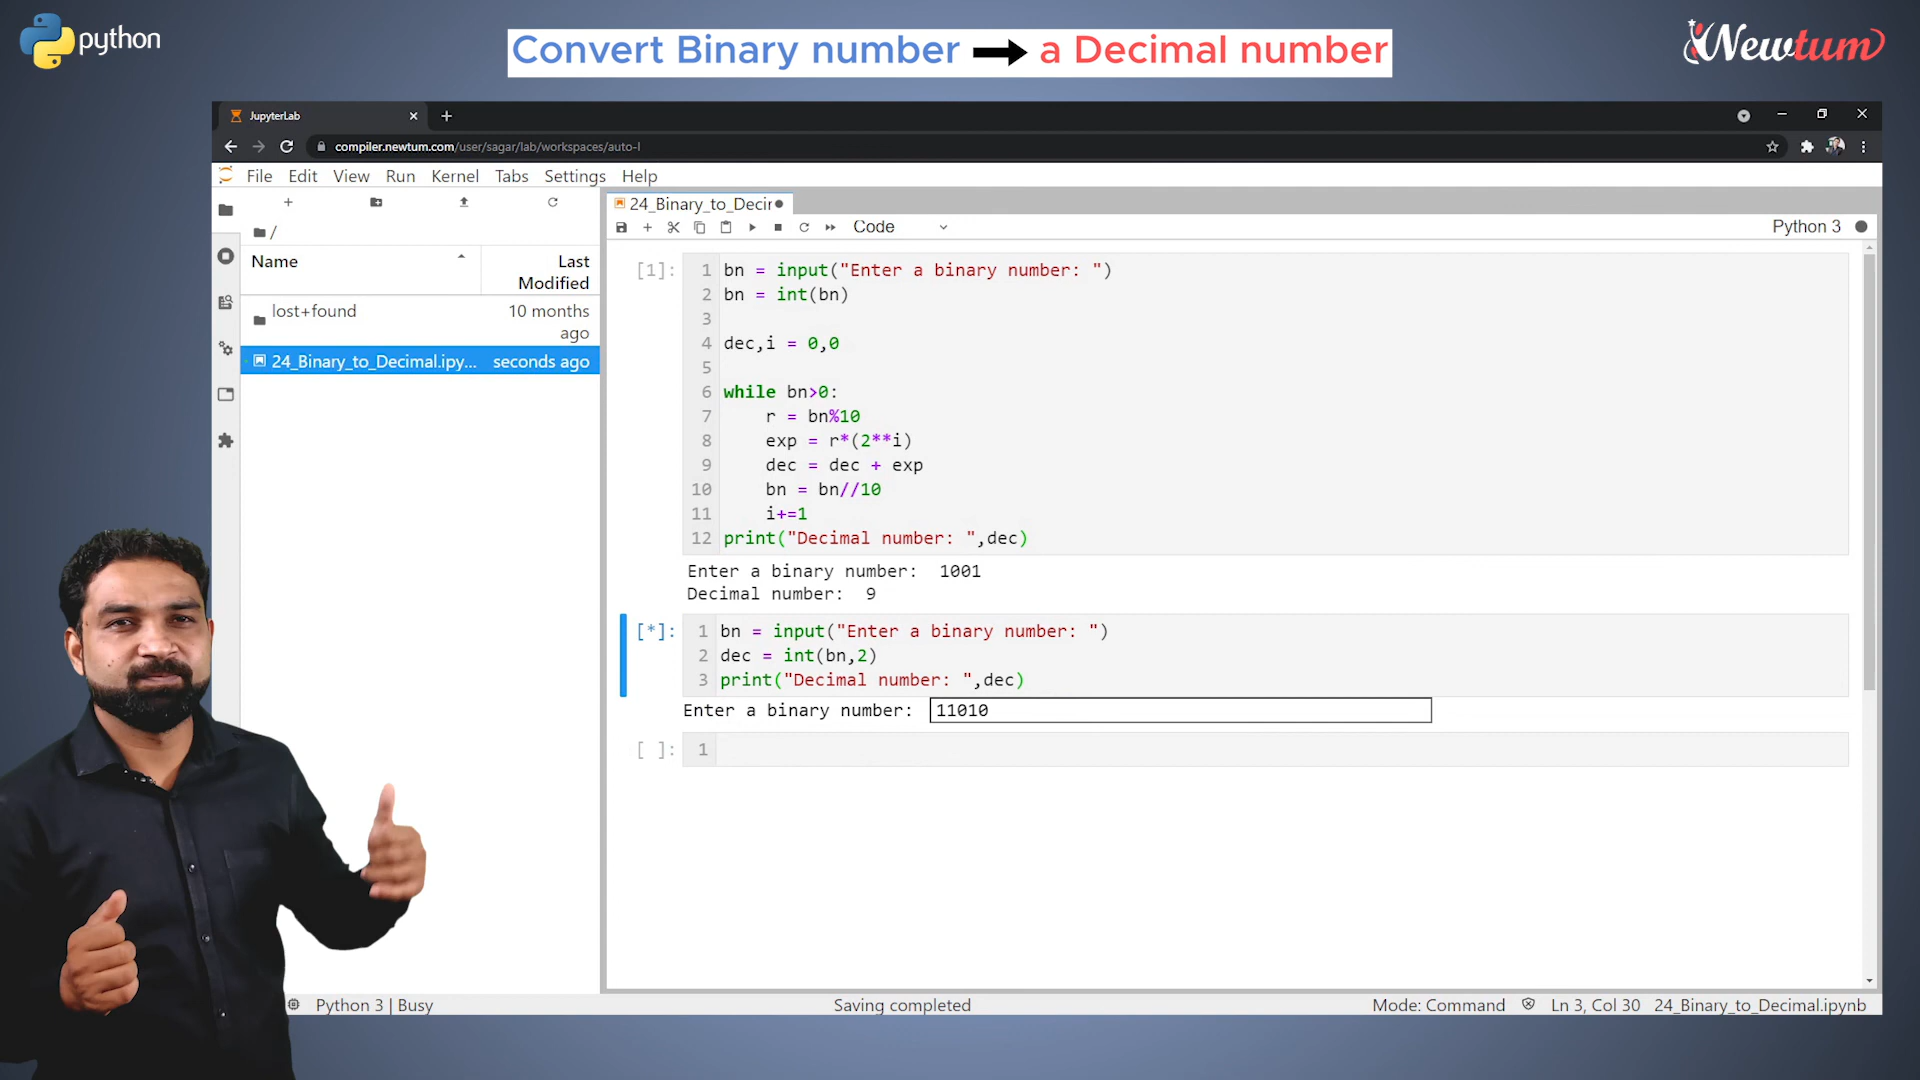 python
Convert Binary number ➡ a Decimal number
Newtum
JupyterLab
compiler.newtum.com/user/sagar/lab/workspaces/auto-l
File Edit View Run Kernel Tabs Settings Help
24_Binary_to_Decir
Code
Python 3
/
Name
Last Modified
lost+found
10 months ago
24_Binary_to_Decimal.ipy...
seconds ago
[1]:
1 bn = input("Enter a binary number: ")
2 bn = int(bn)
3
4 dec,i = 0,0
5
6 while bn>0:
7     r = bn%10
8     exp = r*(2**i)
9     dec = dec + exp
10     bn = bn//10
11     i+=1
12 print("Decimal number: ",dec)
Enter a binary number:  1001
Decimal number:  9
[*]:
1 bn = input("Enter a binary number: ")
2 dec = int(bn,2)
3 print("Decimal number: ",dec)
Enter a binary number:  11010
[ ]:
1
Python 3 | Busy
Saving completed
Mode: Command
Ln 3, Col 30
24_Binary_to_Decimal.ipynb